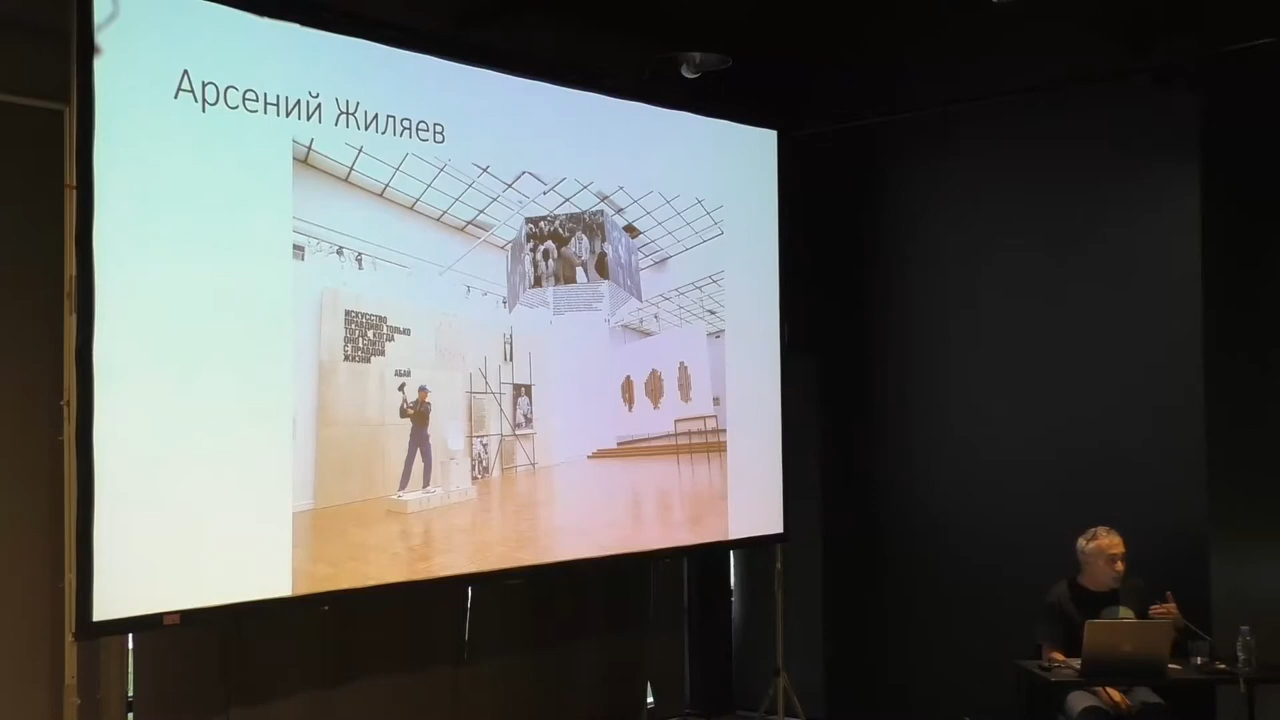 Арсений Жиляев
ИСКУССТВО
ПРАВДИВО ТОЛЬКО
ТОГДА, КОГДА
ОНО СЛИТО
С ПРАВДОЙ
ЖИЗНИ
АБАЙ